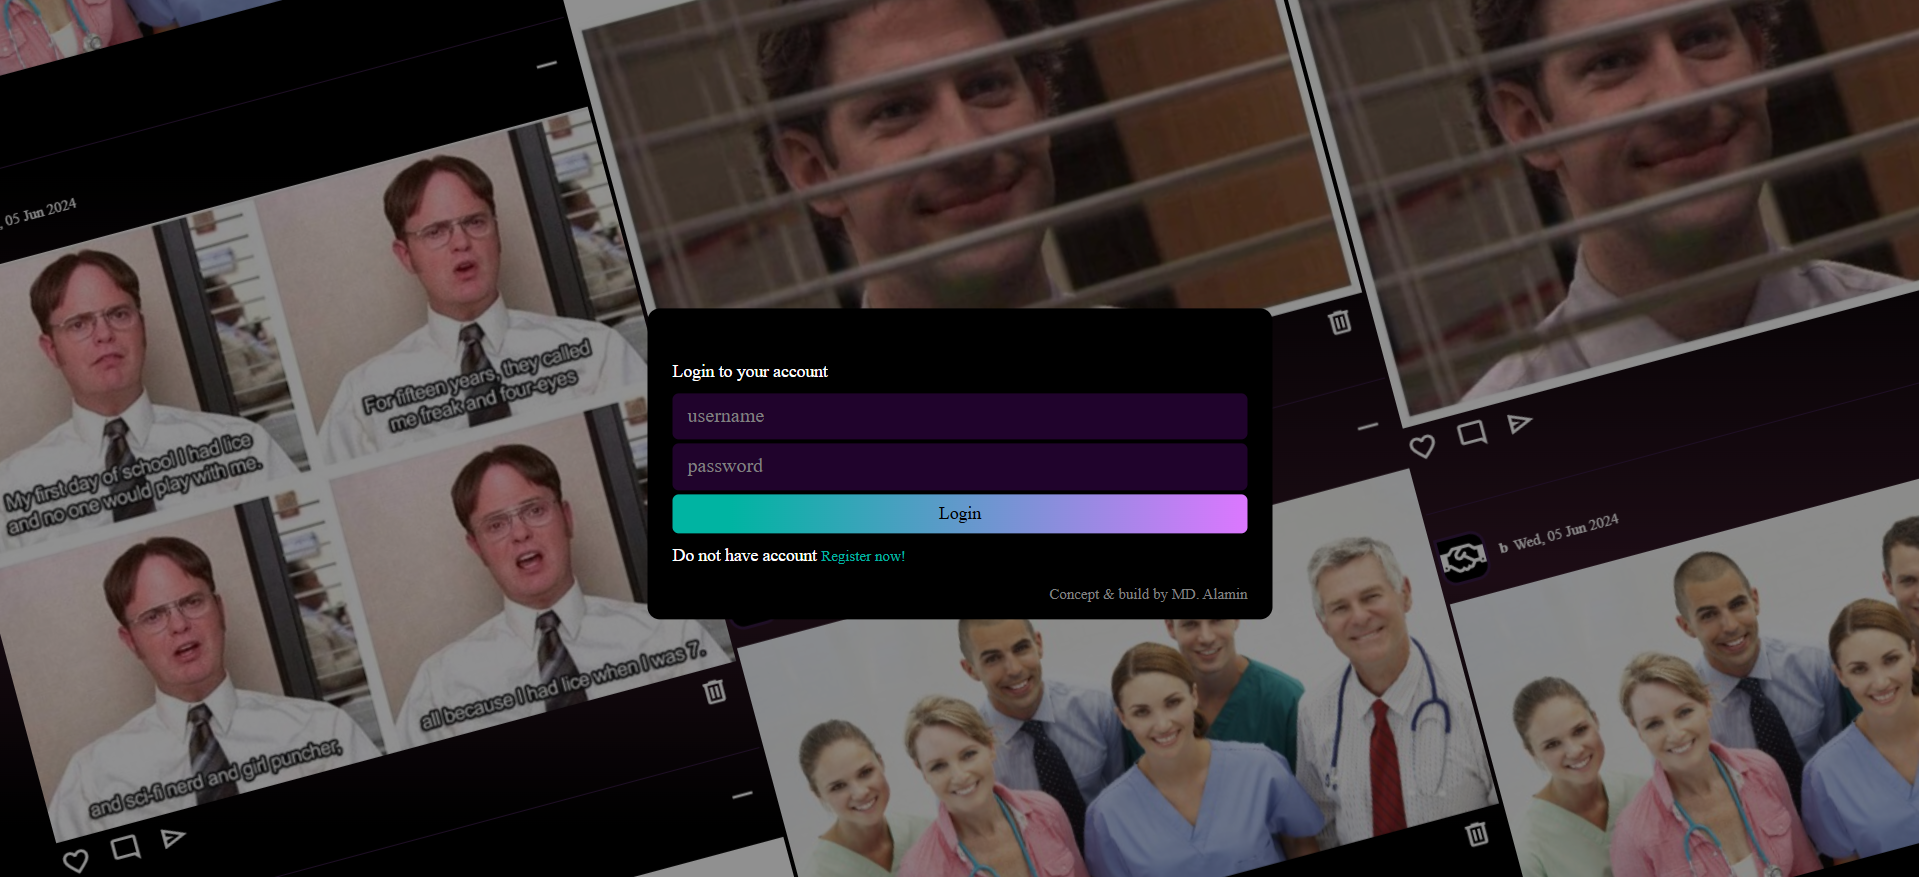 , 05 Jun 2024
For fifteen years, they called
me freak and four-eyes
My first day of school I had lice
and no one would play with me.
all because I had lice when I was 7.
and sci-fi nerd and girl puncher,
Login to your account
username
password
Login
Do not have account Register now!
Concept & build by MD. Alamin
b Wed, 05 Jun 2024